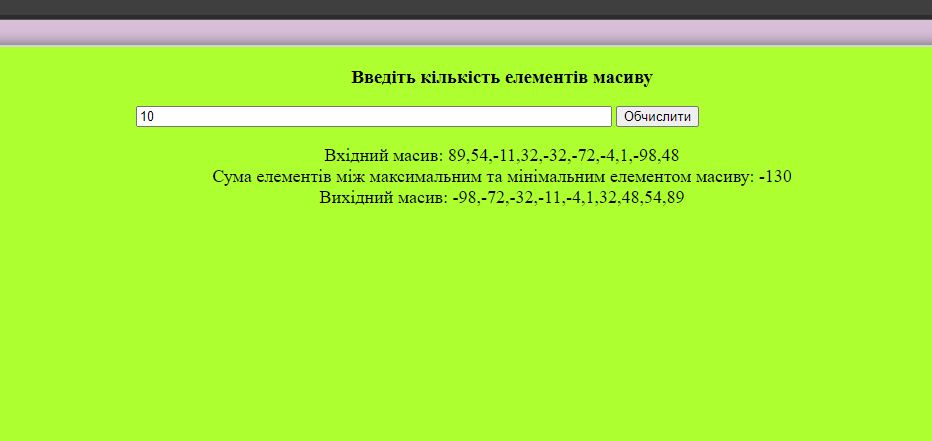 Введіть кількість елементів масиву
10 Обчислити
Вхідний масив: 89,54,-11,32,-32,-72,-4,1,-98,48
Сума елементів між максимальним та мінімальним елементом масиву: -130
Вихідний масив: -98,-72,-32,-11,-4,1,32,48,54,89